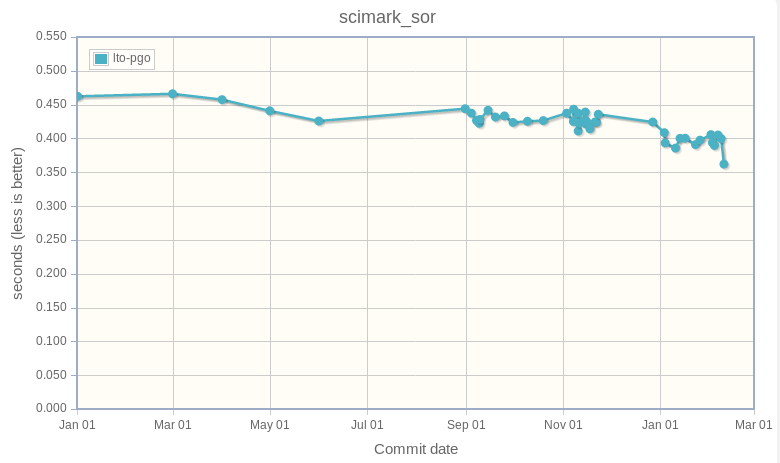 scimark_sor
lto-pgo
0.550
0.500
0.450
0.400
0.350
0.300
0.250
0.200
0.150
0.100
0.050
0.000
seconds (less is better)
Jan 01 Mar 01 May 01 Jul 01 Sep 01 Nov 01 Jan 01 Mar 01
Commit date